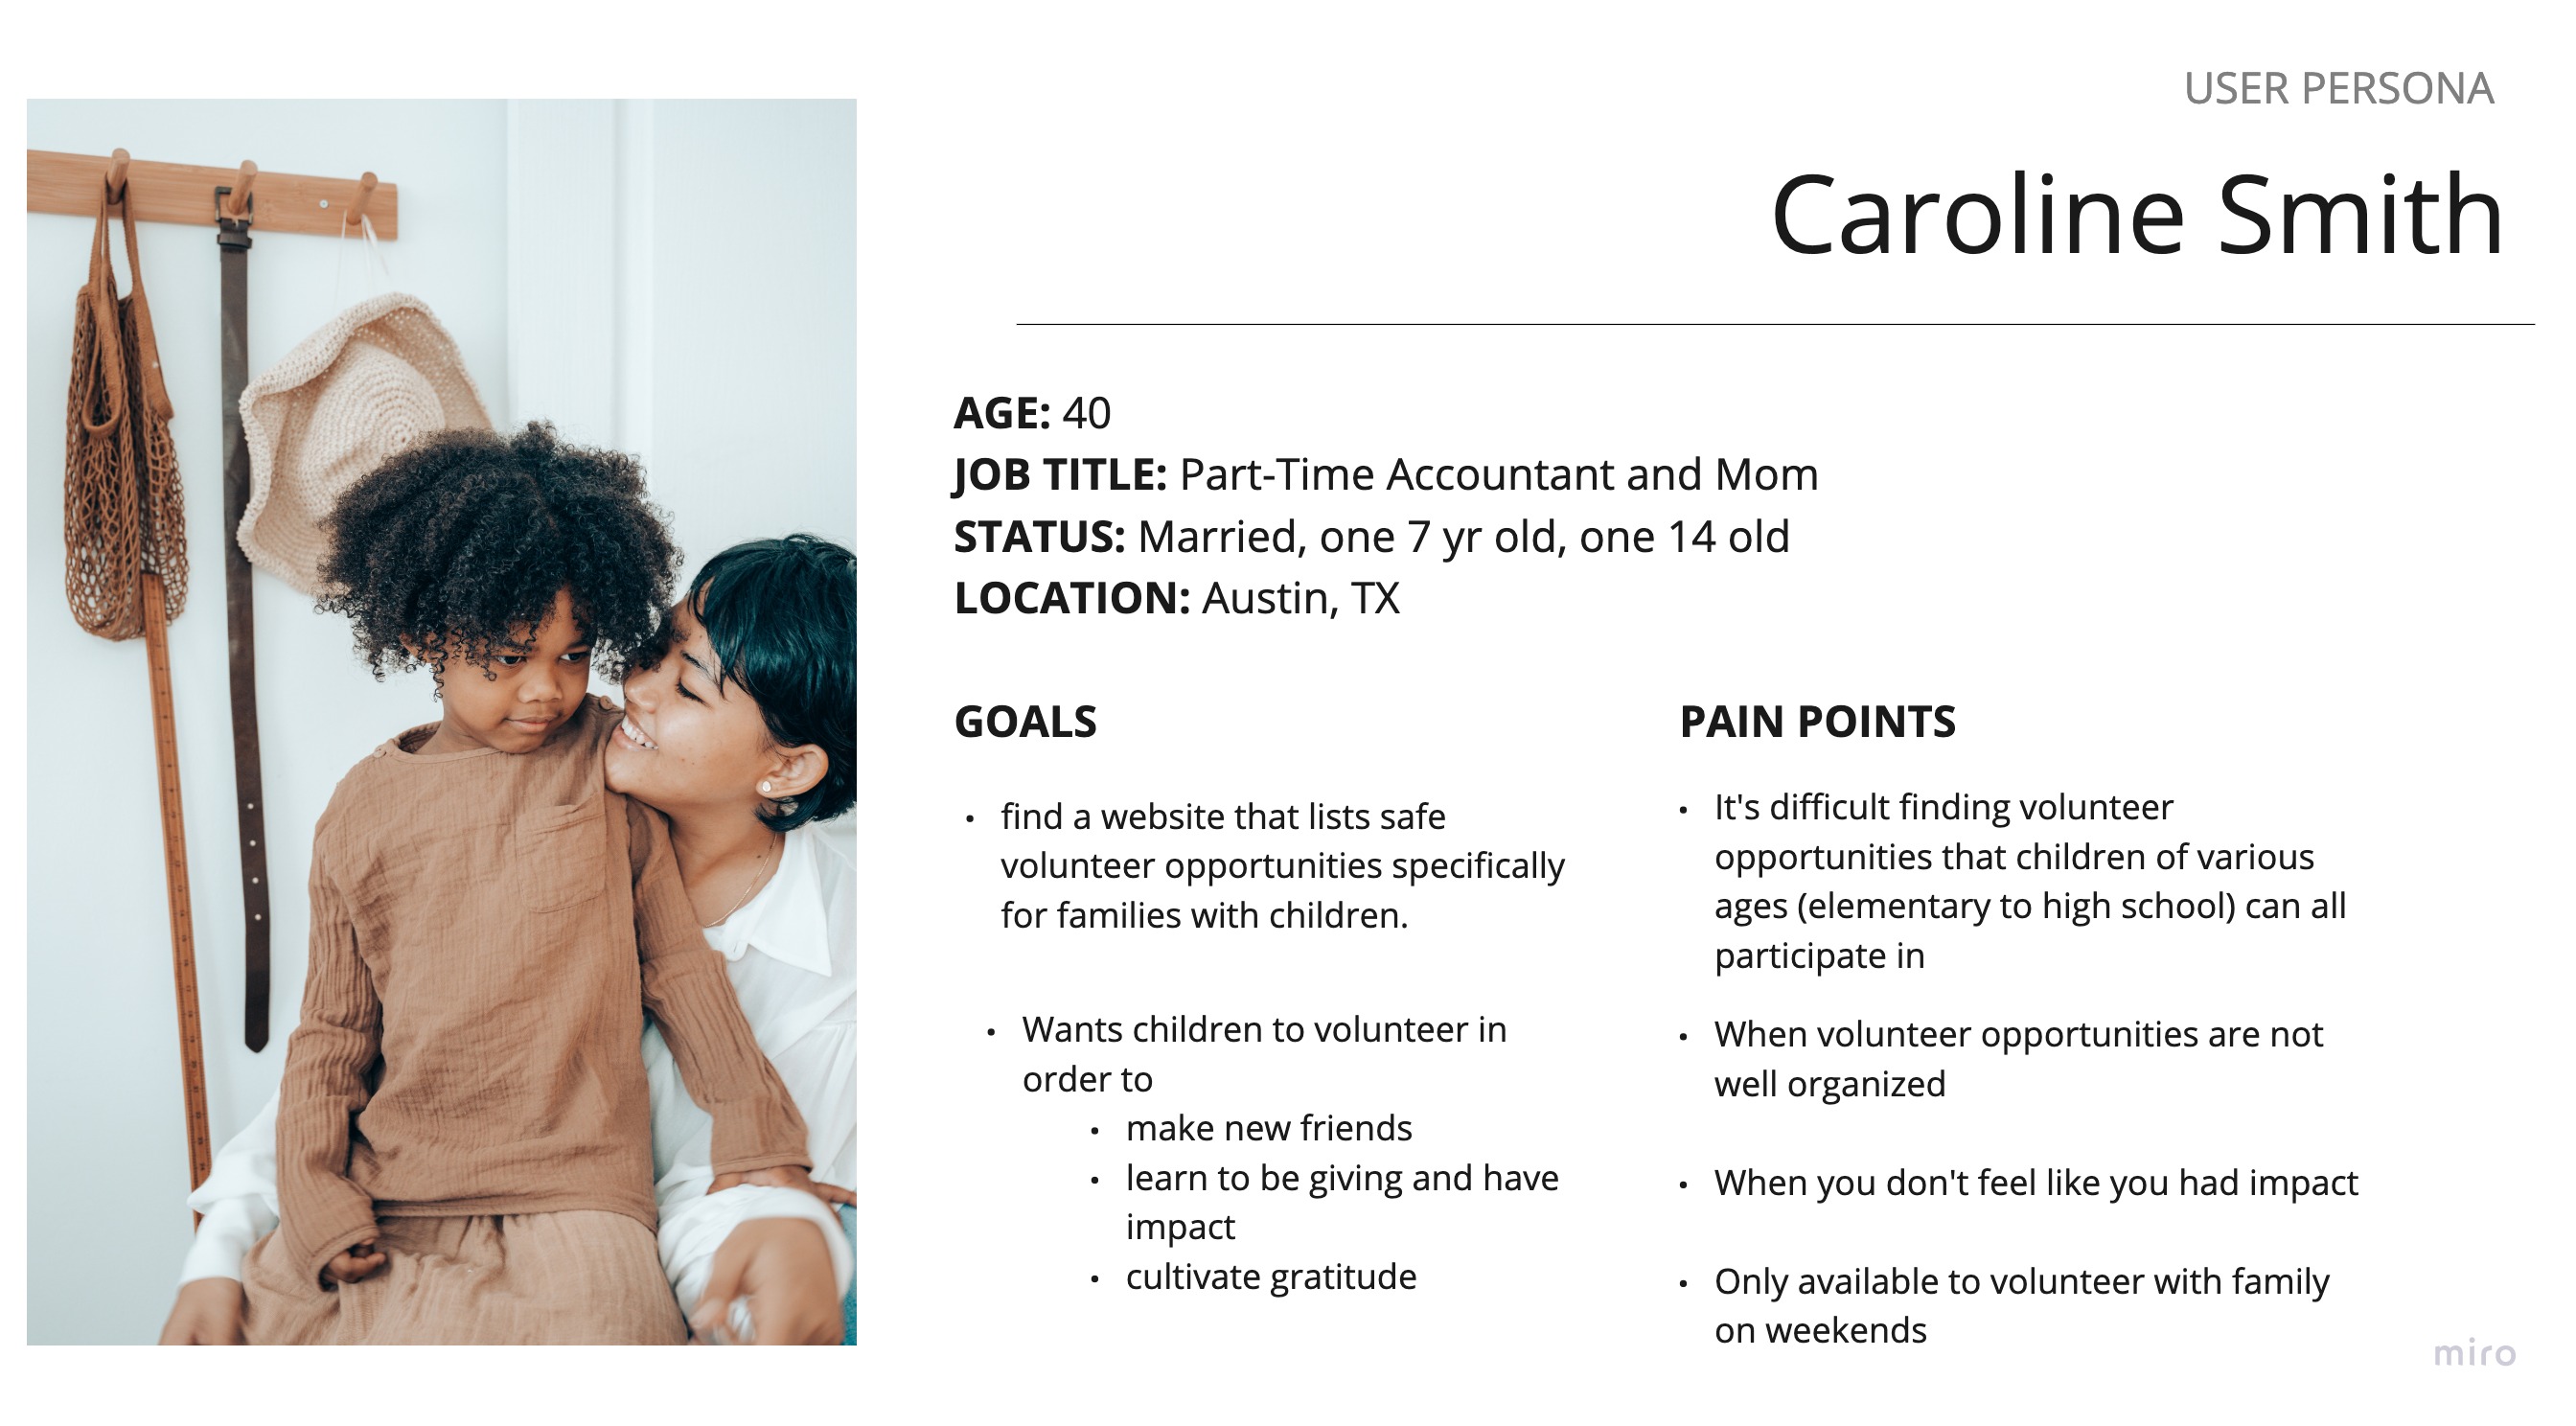 USER PERSONA
Caroline Smith
AGE: 40
JOB TITLE: Part-Time Accountant and Mom
STATUS: Married, one 7 yr old, one 14 old
LOCATION: Austin, TX
GOALS
• find a website that lists safe
volunteer opportunities specifically
for families with children.
• Wants children to volunteer in
order to
• make new friends
• learn to be giving and have
impact
• cultivate gratitude
PAIN POINTS
• It's difficult finding volunteer
opportunities that children of various
ages (elementary to high school) can all
participate in
• When volunteer opportunities are not
well organized
• When you don't feel like you had impact
• Only available to volunteer with family
on weekends
miro